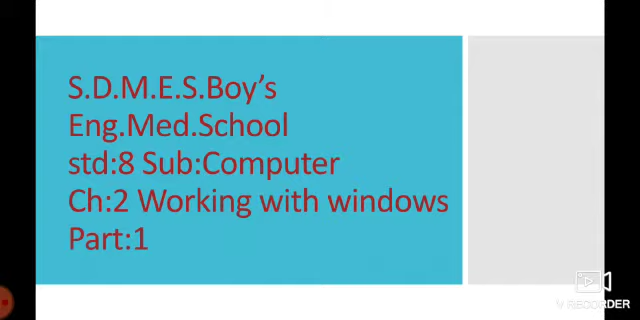 S.D.M.E.S.Boy's
Eng.Med.School
std:8 Sub:Computer
Ch:2 Working with windows
Part:1
V RECORDER